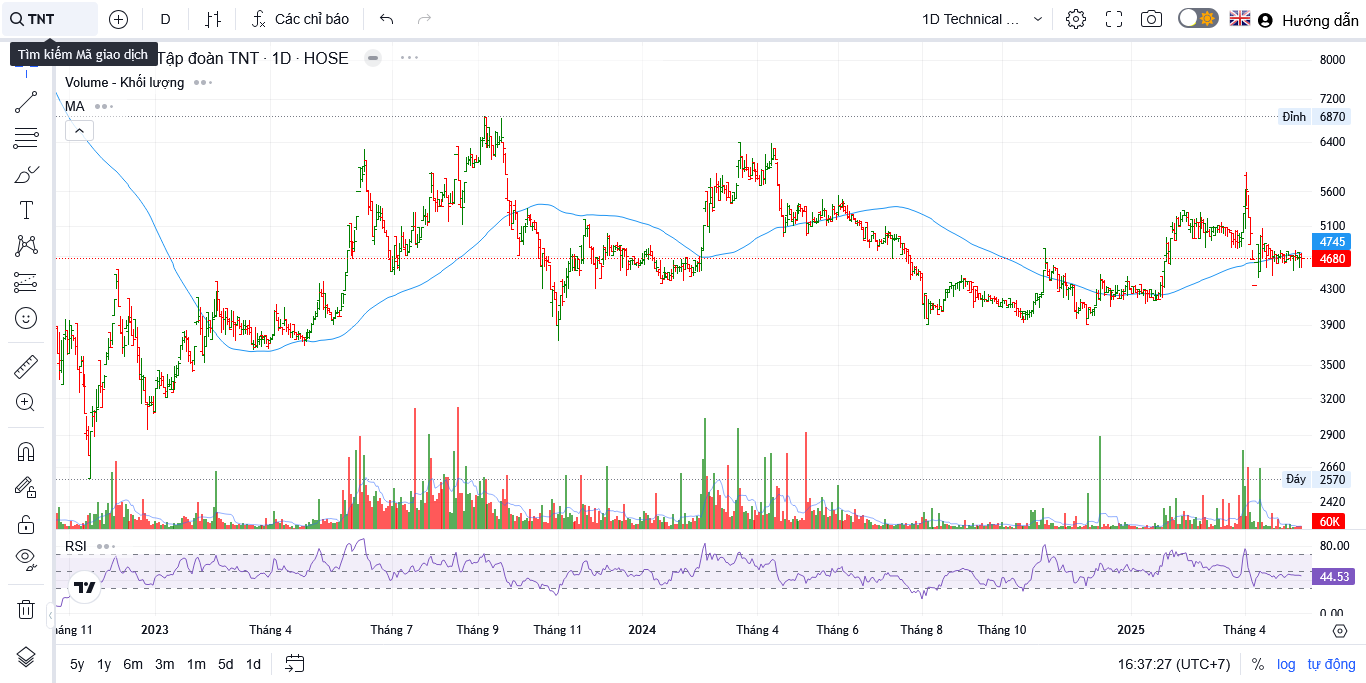 TNT
D
Các chỉ báo
1D Technical ...
Hướng dẫn
Tìm kiếm Mã giao dịch
Tập đoàn TNT · 1D · HOSE
Volume - Khối lượng
MA
8000
7200
Đỉnh 6870
6400
5600
5100
4745
4680
4300
3900
3500
3200
2900
2660
Đáy 2570
2420
60K
RSI
80.00
44.53
0.00
áng 11 2023 Tháng 4 Tháng 7 Tháng 9 Tháng 11 2024 Tháng 4 Tháng 6 Tháng 8 Tháng 10 2025 Tháng 4
5y 1y 6m 3m 1m 5d 1d
16:37:27 (UTC+7) % log tự động